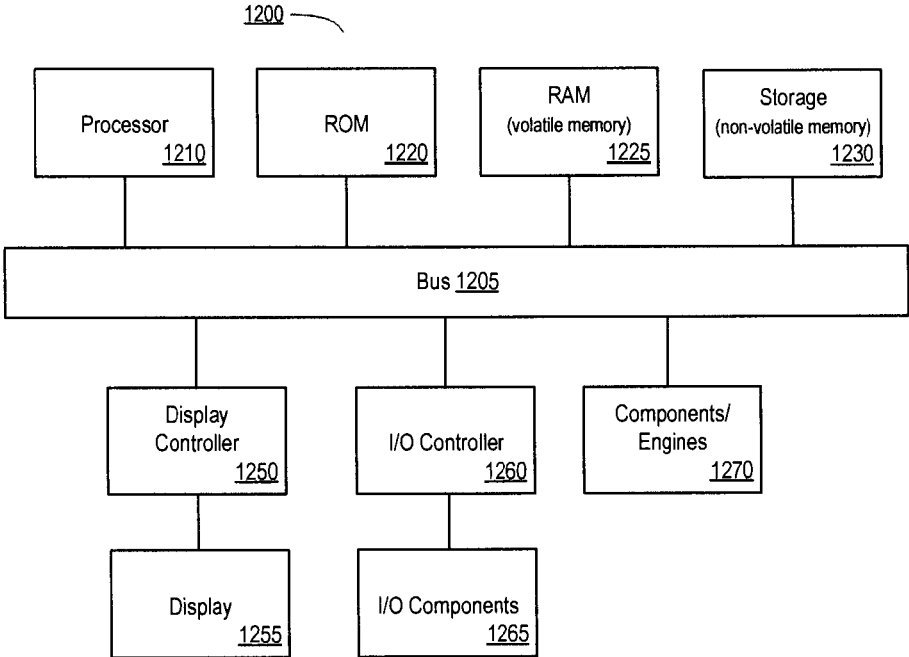 1200
Processor
1210
ROM
1220
RAM
(volatile memory)
1225
Storage
(non-volatile memory)
1230
Bus 1205
Display
Controller
1250
I/O Controller
1260
Components/
Engines
1270
Display
1255
I/O Components
1265